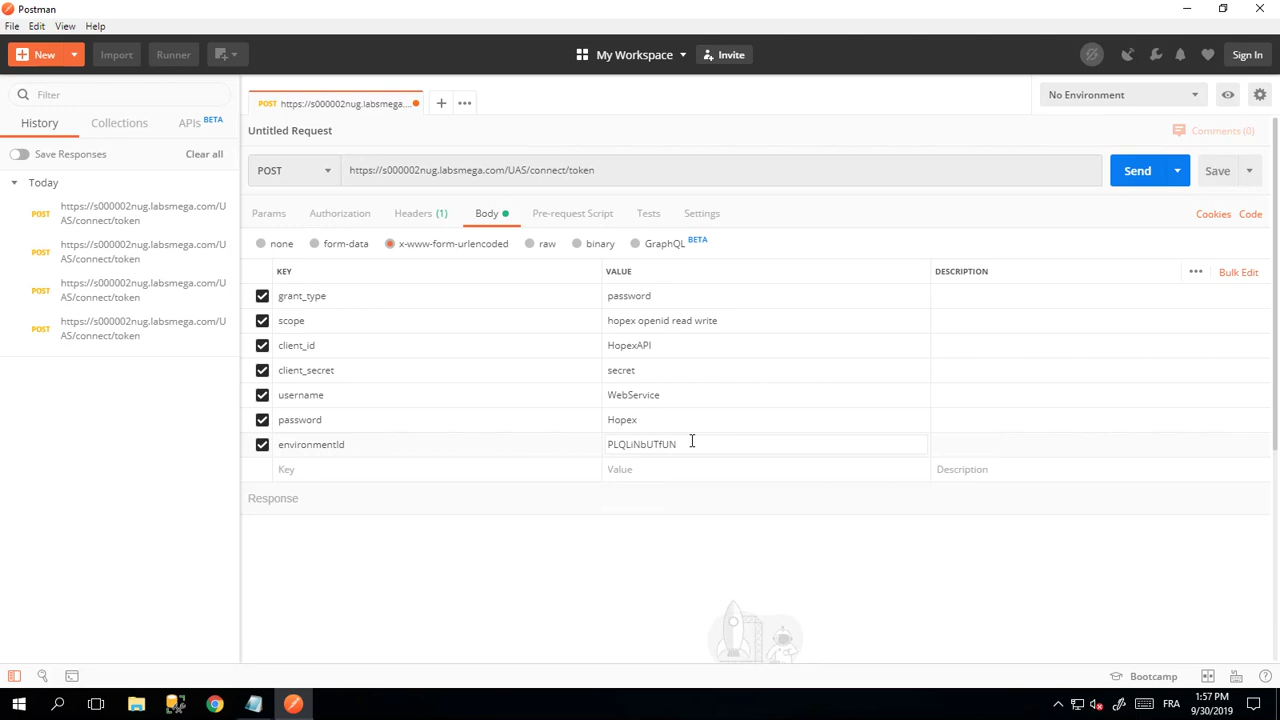 Postman
File Edit View Help
New Import Runner My Workspace Invite Sign In
Filter
History Collections APIs BETA
Save Responses Clear all
Today
POST https://s000002nug.labsmega.com/U
AS/connect/token
POST https://s000002nug.labsmega.com/U
AS/connect/token
POST https://s000002nug.labsmega.com/U
AS/connect/token
POST https://s000002nug.labsmega.com/U
AS/connect/token
POST https://s000002nug.labsmega....
No Environment
Untitled Request Comments (0)
POST https://s000002nug.labsmega.com/UAS/connect/token Send Save
Params Authorization Headers (1) Body Pre-request Script Tests Settings Cookies Code
none form-data x-www-form-urlencoded raw binary GraphQL BETA
KEY VALUE DESCRIPTION Bulk Edit
grant_type password
scope hopex openid read write
client_id HopexAPI
client_secret secret
username WebService
password Hopex
environmentId PLQLiNbUTfUN
Key Value Description
Response
Bootcamp
FRA 1:57 PM
9/30/2019